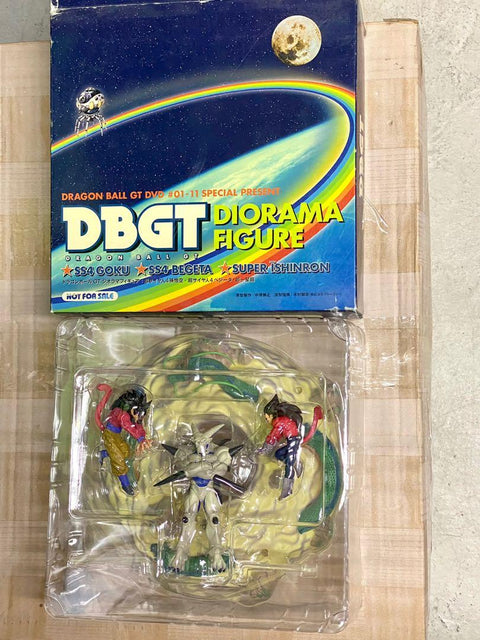 DRAGON BALL GT DVD #01-11 SPECIAL PRESENT
DBGT
DRAGON BALL GT
DIORAMA
FIGURE
★SS4 GOKU ★SS4 BEGETA ★SUPER ISHINRON
NOT FOR SALE